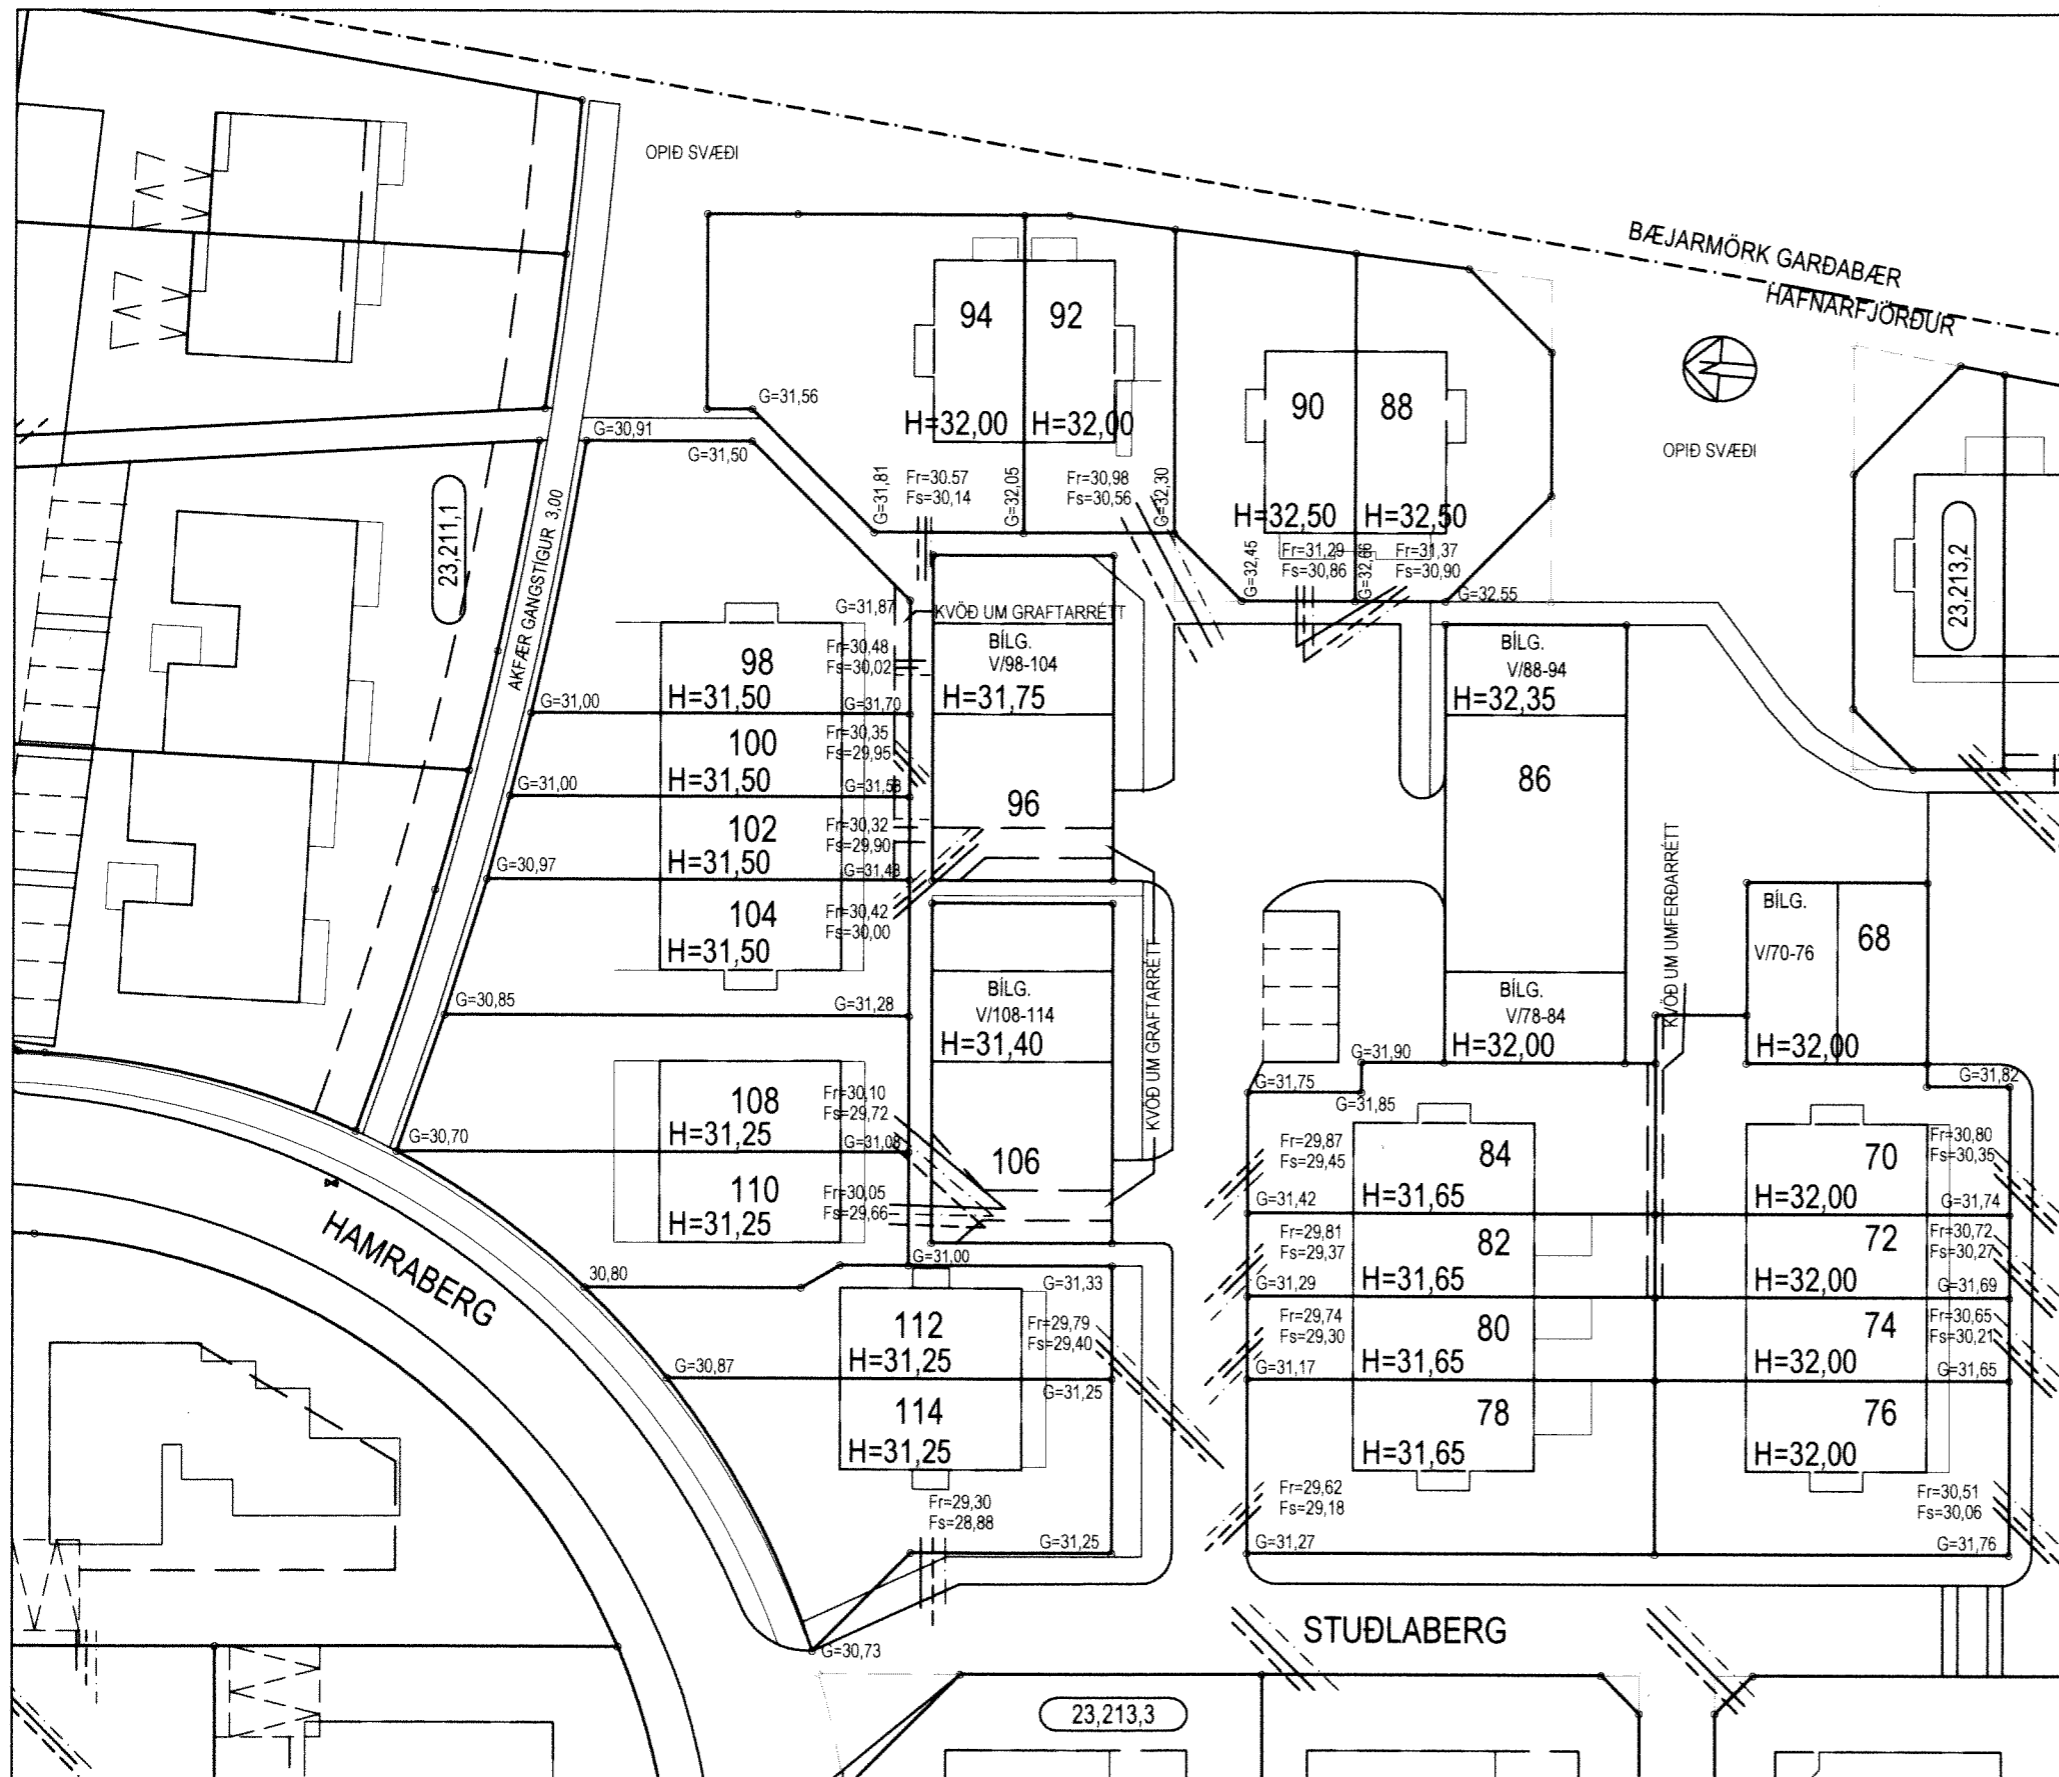 OPIÐ SVÆÐI
BÆJARMÖRK GARÐABÆR
HAFNARFJÖRÐUR
N
OPIÐ SVÆÐI
94
92
H=32,00
H=32,00
90
88
H=32,50
H=32,50
G=31,56
G=30,91
G=31,50
G=31,81
Fr=30.57
Fs=30,14
G=32,05
Fr=30,98
Fs=30,56
G=32,30
G=32,45
Fr=31,29
Fs=30,86
Fr=31,37
Fs=30,90
G=32,55
23,211,1
AKFÆR GANGSTÍGUR 3,00
23,213,2
G=31,87
KVÖÐ UM GRAFTARRÉTT
BÍLG.
V/98-104
H=31,75
96
BÍLG.
V/88-94
H=32,35
86
98
H=31,50
Fr=30,48
Fs=30,02
G=31,00
G=31,70
100
H=31,50
Fr=30,35
Fs=29,95
G=31,00
102
H=31,50
Fr=30,32
Fs=29,90
G=30,97
G=31,43
104
H=31,50
Fr=30,42
Fs=30,00
G=30,85
G=31,28
BÍLG.
V/108-114
H=31,40
106
KVÖÐ UM GRAFTARRÉTT
KVÖÐ UM UMFERÐARRÉTT
BÍLG.
V/70-76
68
H=32,00
BÍLG.
V/78-84
H=32,00
G=31,90
G=31,75
G=31,85
G=31,82
108
H=31,25
Fr=30,10
Fs=29,72
G=30,70
G=31,08
110
H=31,25
Fr=30,05
Fs=29,66
G=31,00
HAMRABERG
30,80
G=31,33
112
H=31,25
Fr=29,79
Fs=29,40
G=30,87
G=31,25
114
H=31,25
Fr=29,30
Fs=28,88
G=31,25
G=30,73
Fr=29,87
Fs=29,45
84
H=31,65
G=31,42
Fr=29,81
Fs=29,37
82
H=31,65
G=31,29
Fr=29,74
Fs=29,30
80
H=31,65
G=31,17
78
H=31,65
Fr=29,62
Fs=29,18
G=31,27
70
H=32,00
Fr=30,80
Fs=30,35
G=31,74
72
H=32,00
Fr=30,72
Fs=30,27
G=31,69
74
H=32,00
Fr=30,65
Fs=30,21
G=31,65
76
H=32,00
Fr=30,51
Fs=30,06
G=31,76
STUÐLABERG
23,213,3